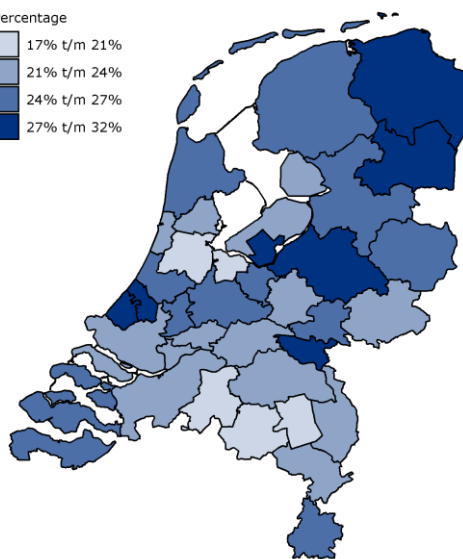 ercentage
17% t/m 21%
21% t/m 24%
24% t/m 27%
27% t/m 32%